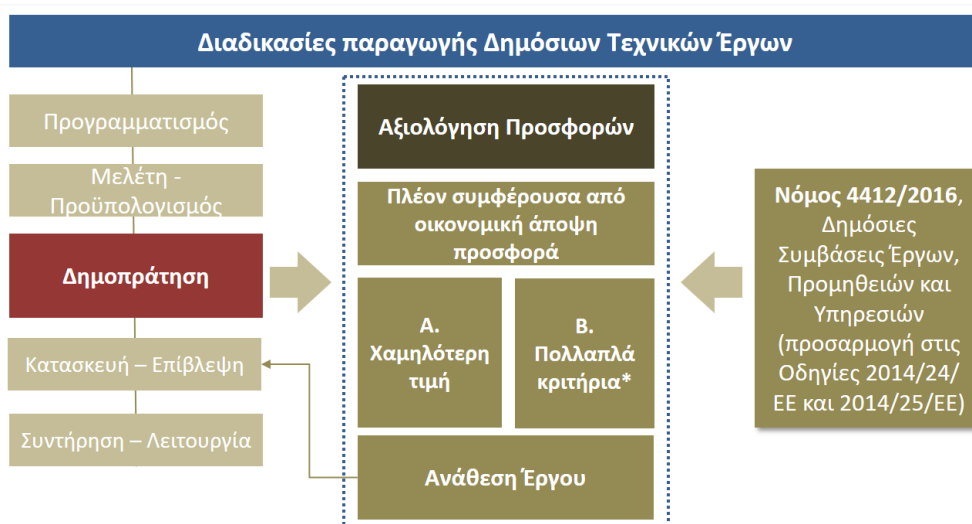 Διαδικασίες παραγωγής Δημόσιων Τεχνικών Έργων
Προγραμματισμός
Μελέτη -
Προϋπολογισμός
Δημοπράτηση
Κατασκευή – Επίβλεψη
Συντήρηση – Λειτουργία
Αξιολόγηση Προσφορών
Πλέον συμφέρουσα από
οικονομική άποψη
προσφορά
Α.
Χαμηλότερη
τιμή
Β.
Πολλαπλά
κριτήρια*
Ανάθεση Έργου
Νόμος 4412/2016,
Δημόσιες
Συμβάσεις Έργων,
Προμηθειών και
Υπηρεσιών
(προσαρμογή στις
Οδηγίες 2014/24/
ΕΕ και 2014/25/ΕΕ)